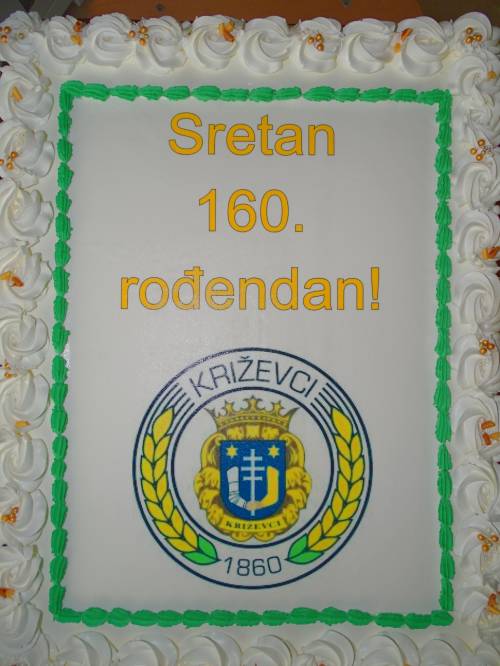 Sretan
160.
rođendan!
KRIŽEVCI
KRIŽEVCI
1860